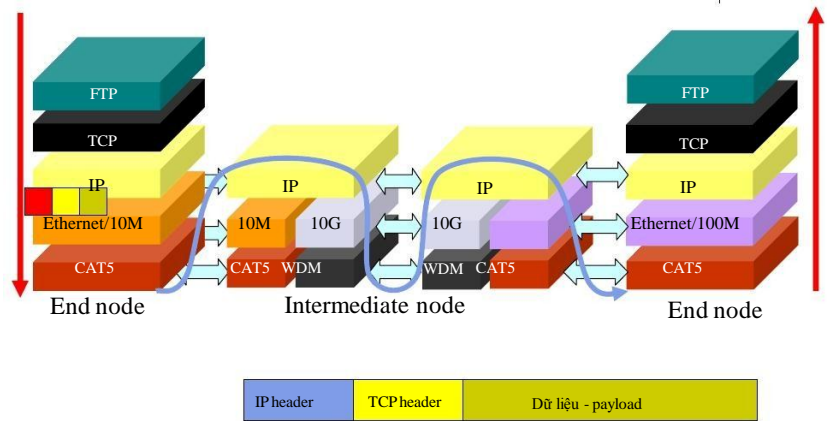 FTP
TCP
IP
Ethernet/10M
CAT5
End node
IP
10M
10G
CAT5
WDM
IP
10G
WDM
CAT5
Intermediate node
FTP
TCP
IP
Ethernet/100M
CAT5
End node
IP header
TCP header
Dữ liệu - payload